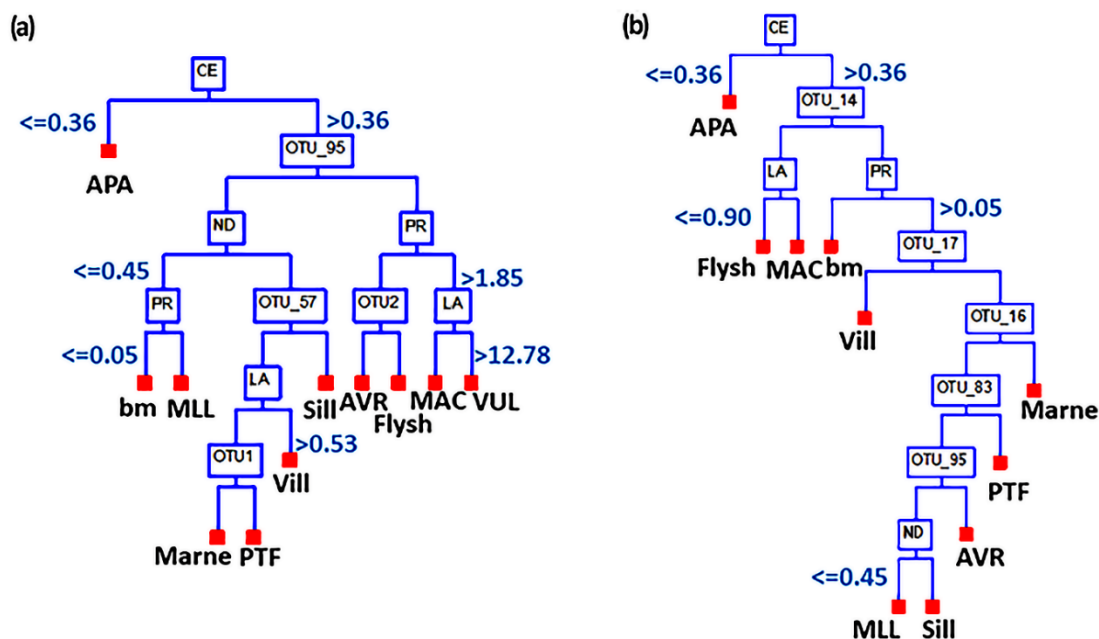 (a)
CE
<=0.36
>0.36
APA
OTU_95
ND
PR
<=0.45
>1.85
PR
OTU_57
OTU2
LA
<=0.05
>12.78
bm
MLL
LA
Sill
AVR
Flysh
MAC
VUL
OTU1
>0.53
Vill
Marne
PTF
(b)
CE
<=0.36
>0.36
APA
OTU_14
LA
PR
<=0.90
>0.05
Flysh
MAC
bm
OTU_17
Vill
OTU_16
OTU_83
Marne
OTU_95
PTF
ND
AVR
<=0.45
MLL
Sill